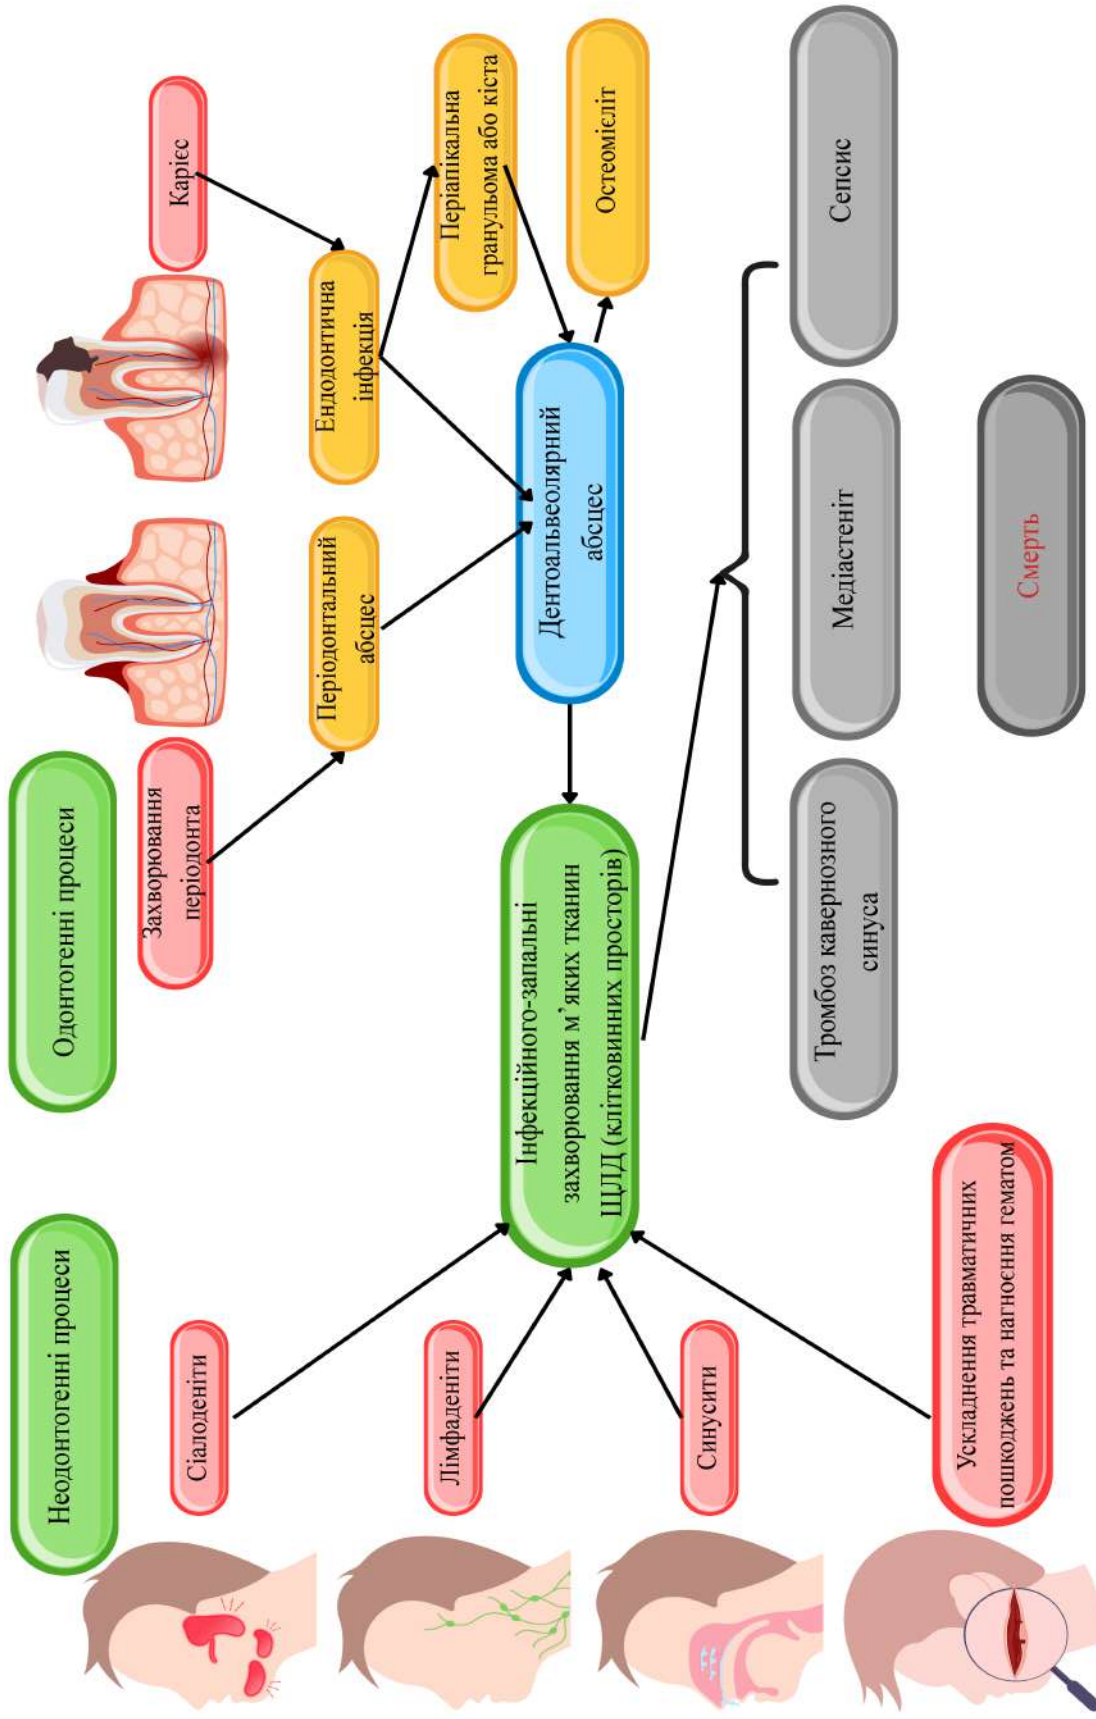 Неодонтогенні процеси
Одонтогенні процеси
Сіалоденіти
Захворювання
періодонта
Карієс
Періодонтальний
абсцес
Ендодонтична
інфекція
Лімфаденіти
Періапікальна
гранульома або кіста
Інфекційного-запальні
захворювання м’яких тканин
ЩЛД (клітковинних просторів)
Дентоальвеолярний
абсцес
Остеомієліт
Синусити
Тромбоз кавернозного
синуса
Медіастеніт
Сепсис
Ускладнення травматичних
пошкоджень та нагноєння гематом
Смерть